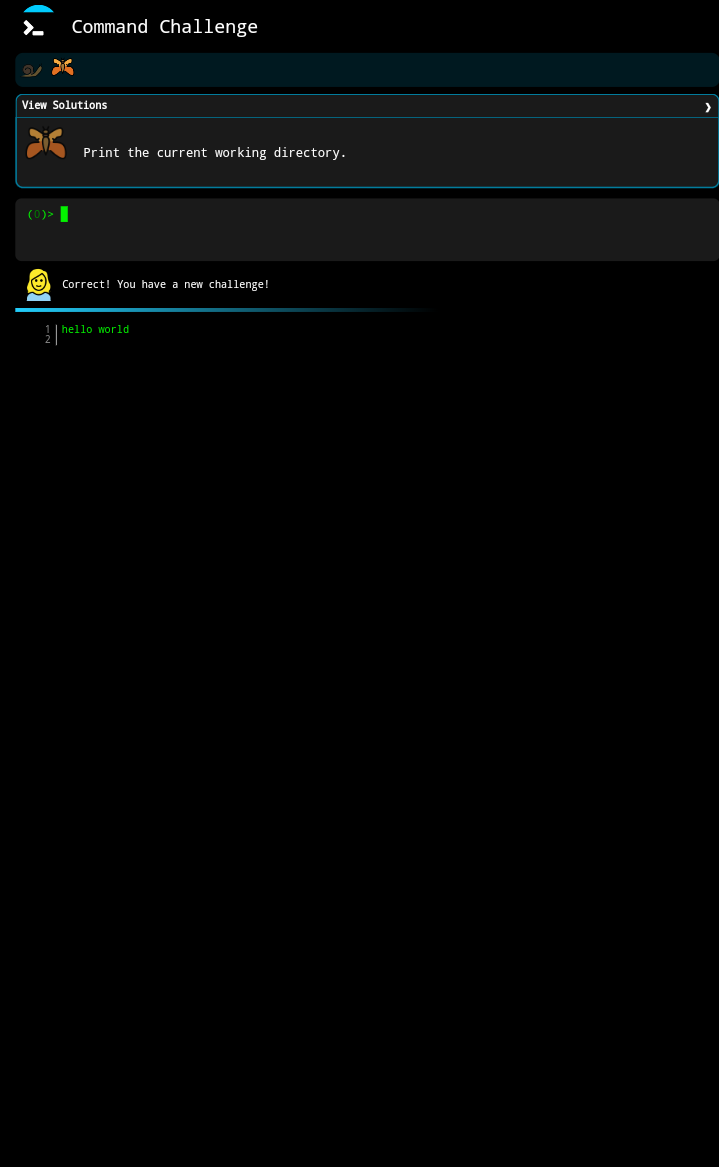 Command Challenge
View Solutions ❯
Print the current working directory.
(0)>
Correct! You have a new challenge!
1 hello world
2